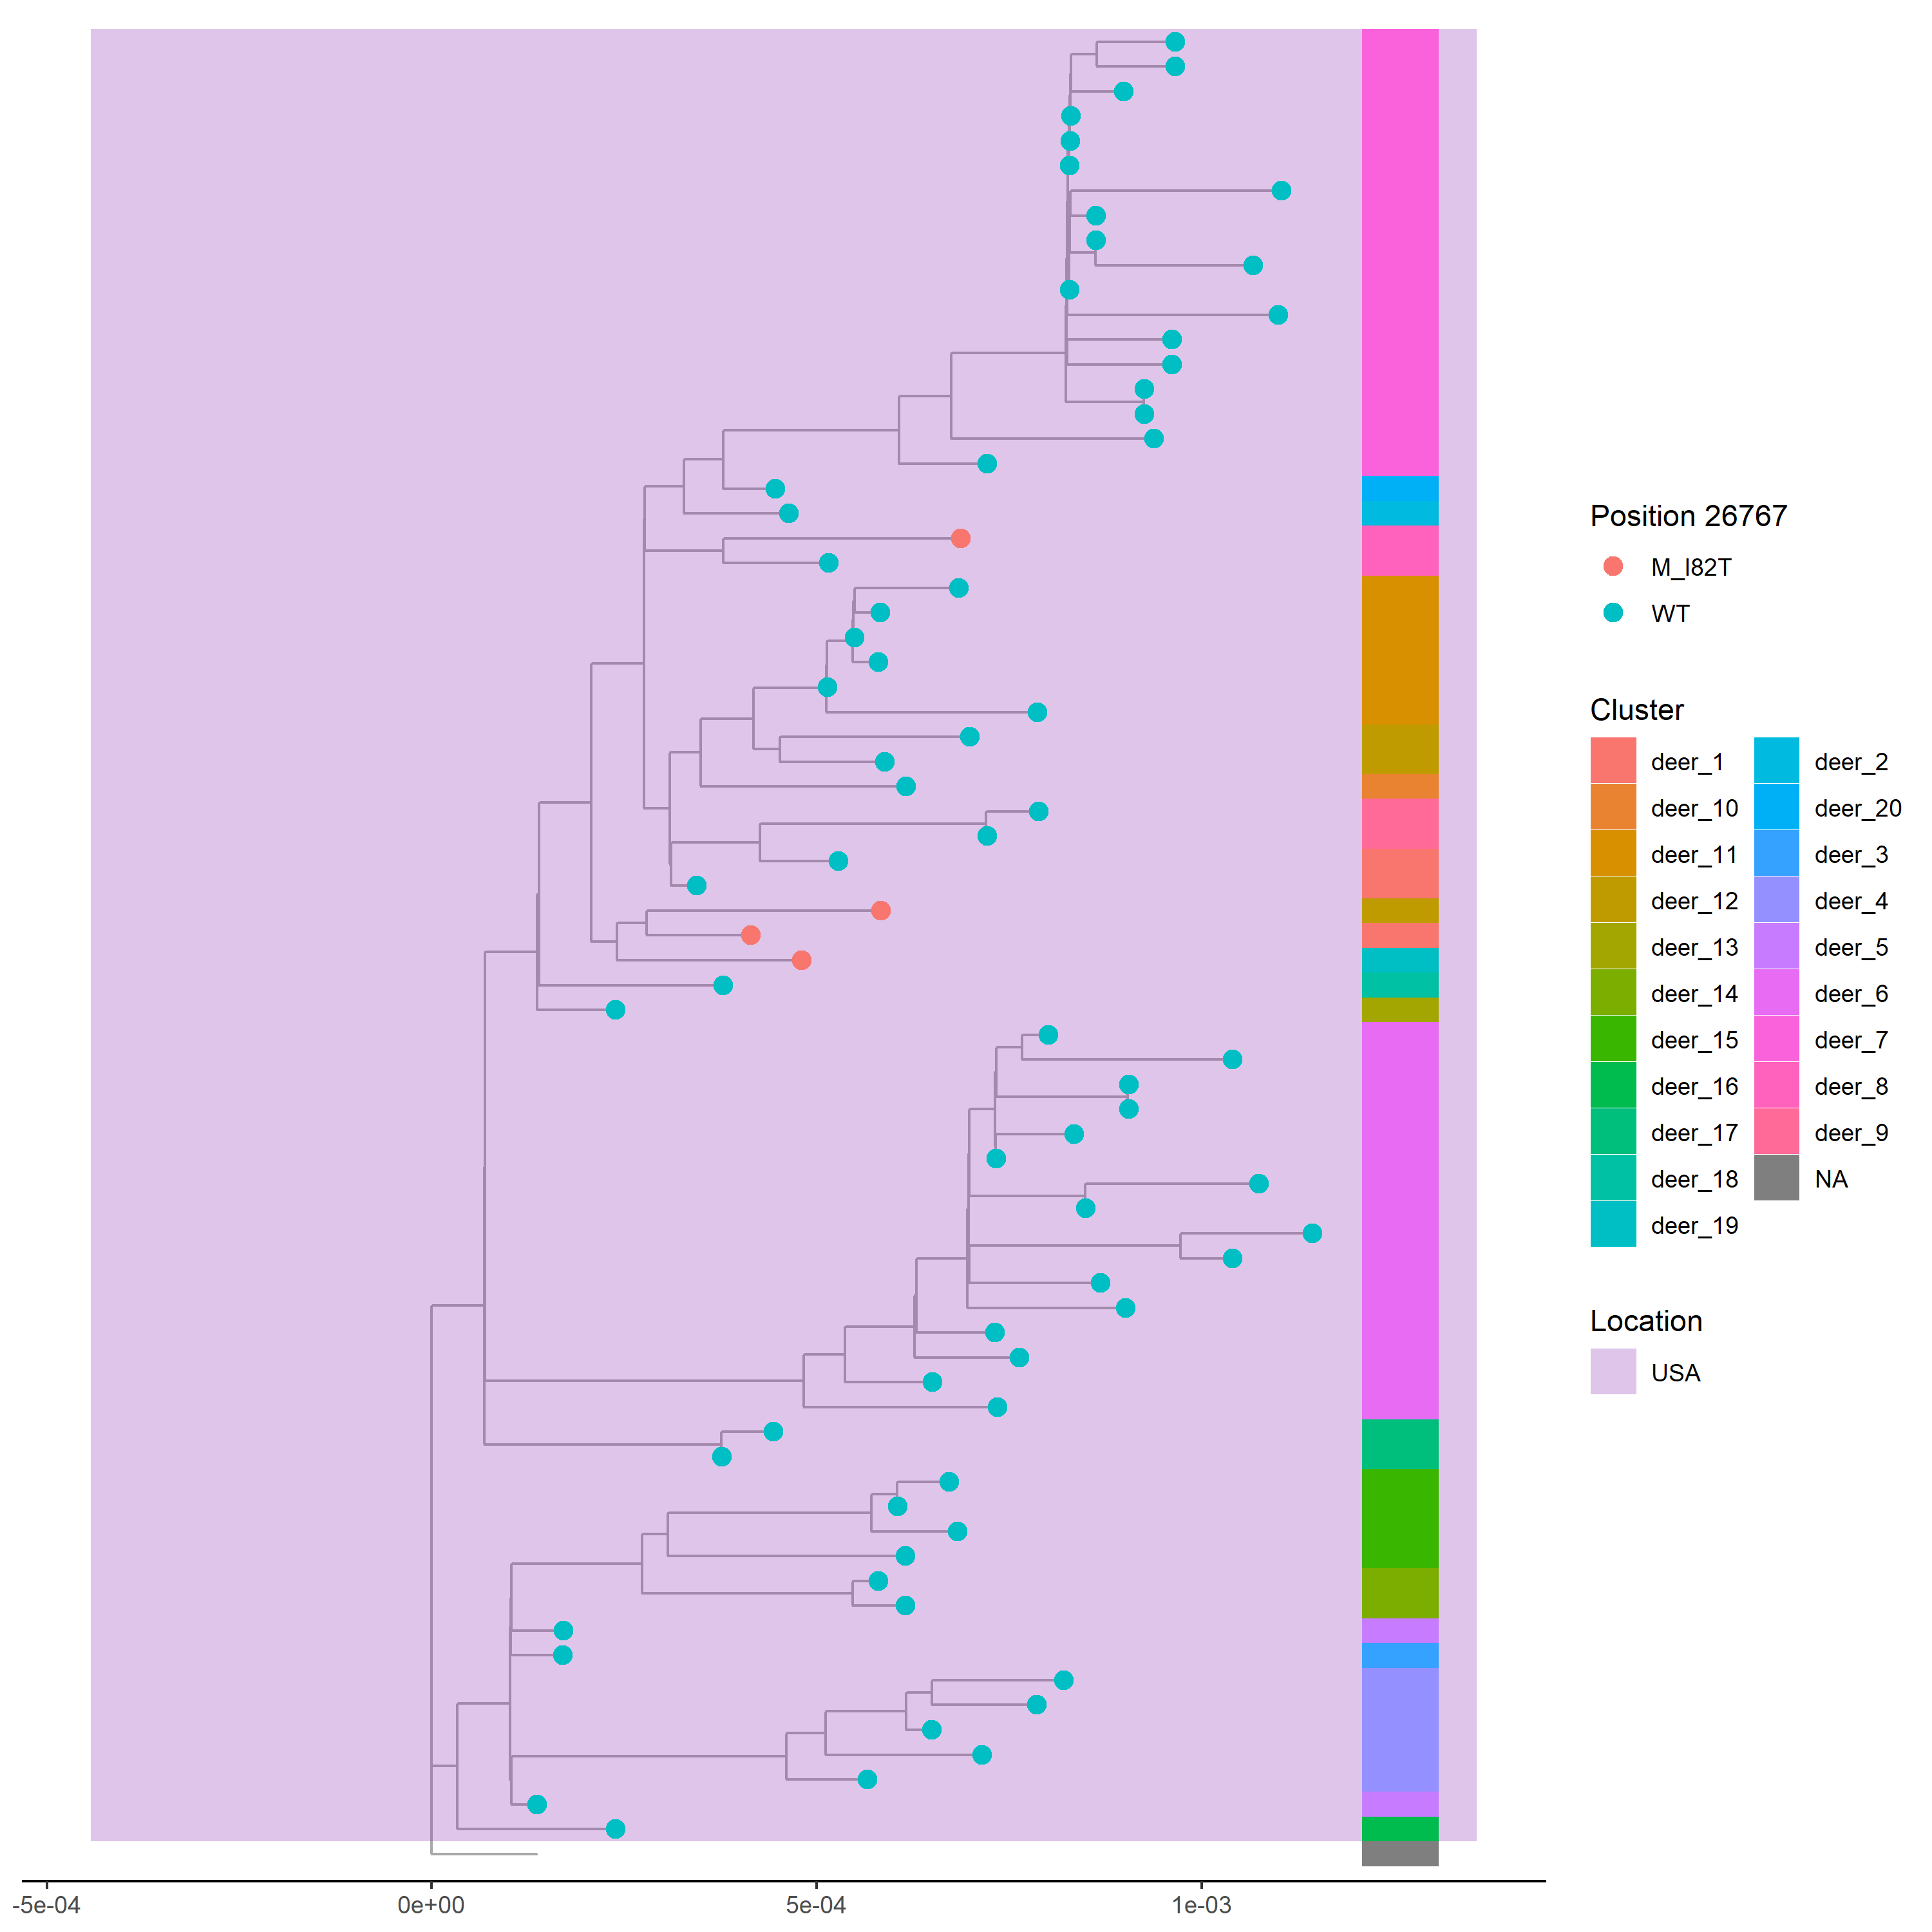 Position 26767
M_I82T
WT
Cluster
deer_1 deer_2
deer_10 deer_20
deer_11 deer_3
deer_12 deer_4
deer_13 deer_5
deer_14 deer_6
deer_15 deer_7
deer_16 deer_8
deer_17 deer_9
deer_18 NA
deer_19
Location
USA
-5e-04 0e+00 5e-04 1e-03